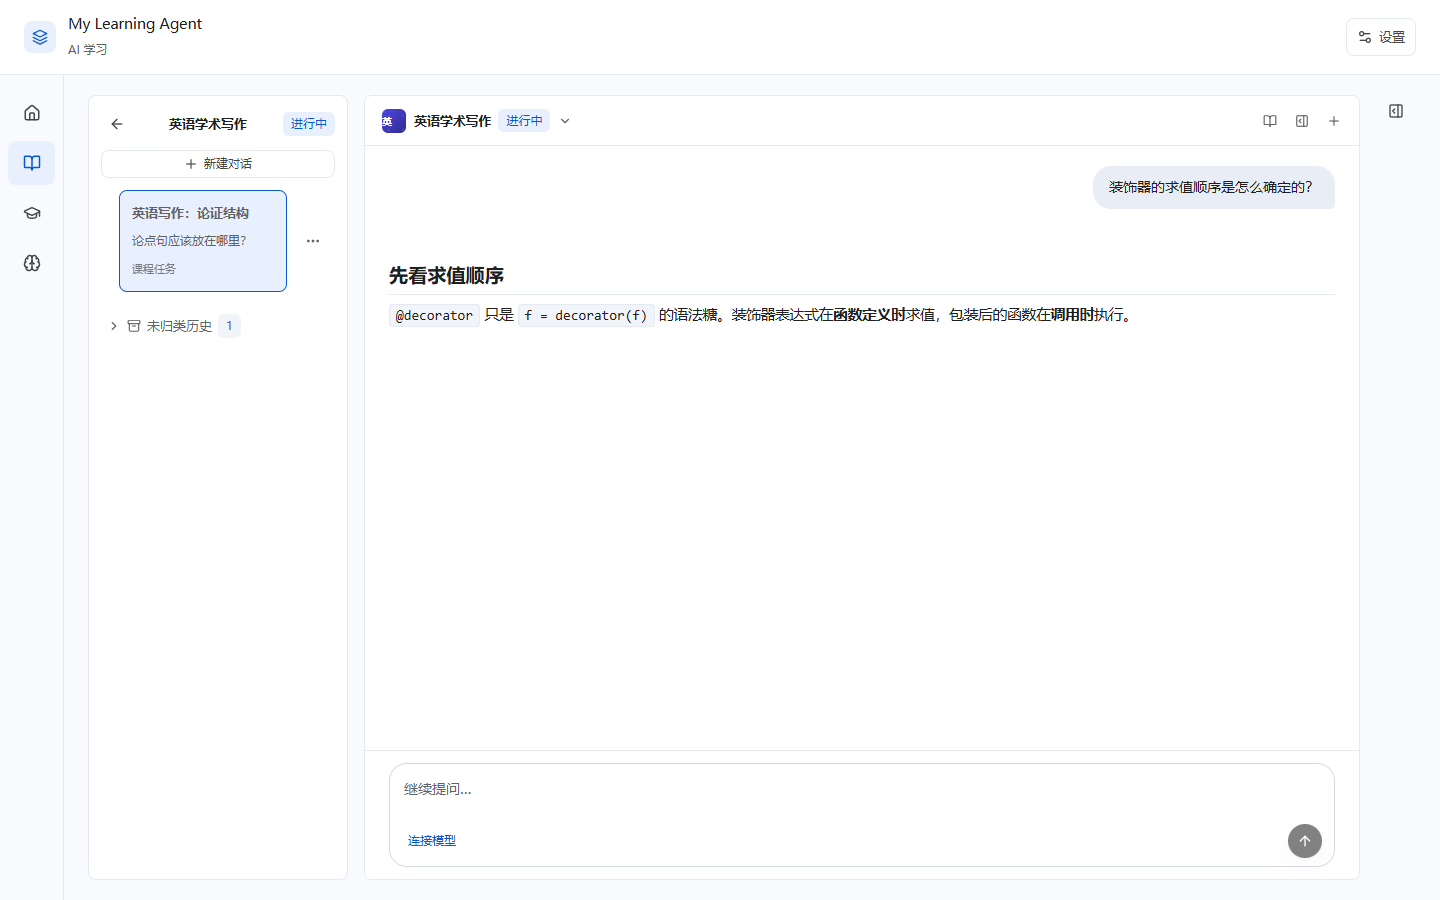 My Learning Agent
AI 学习
设置
英语学术写作
进行中
新建对话
英语写作：论证结构
论点句应该放在哪里？
课程任务
未归类历史 1
英 英语学术写作 进行中
装饰器的求值顺序是怎么确定的？
先看求值顺序
@decorator 只是 f = decorator(f) 的语法糖。装饰器表达式在函数定义时求值，包装后的函数在调用时执行。
继续提问...
连接模型